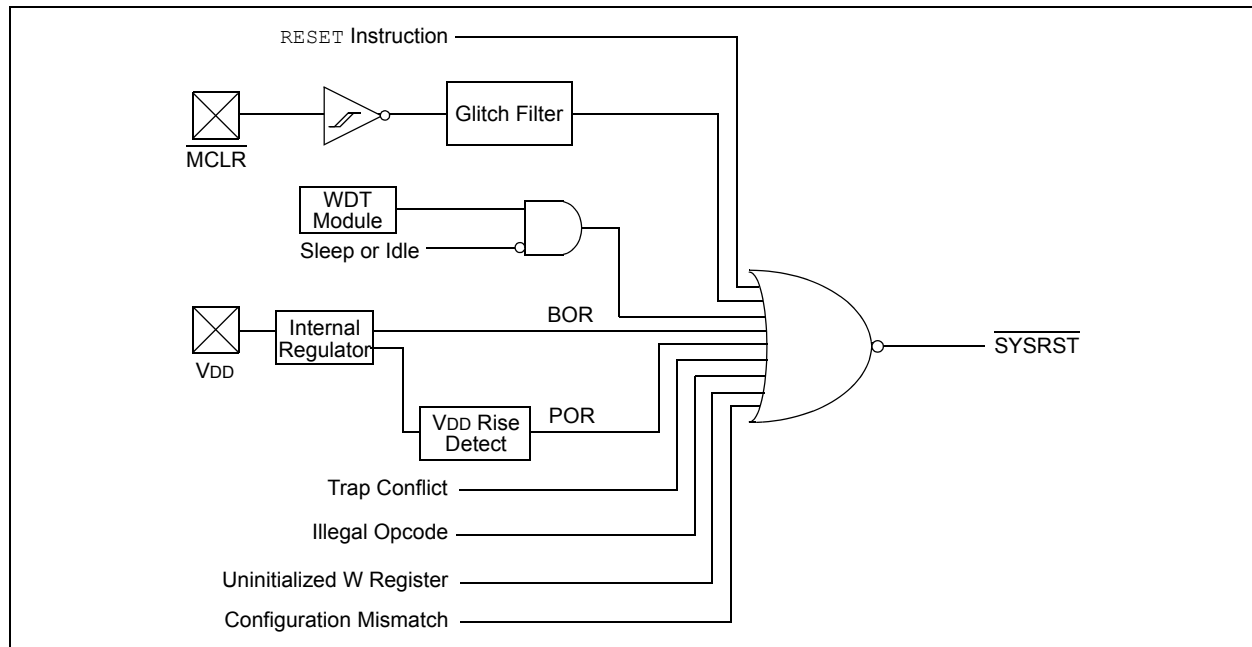 RESET Instruction
Glitch Filter
MCLR
WDT
Module
Sleep or Idle
BOR
Internal
Regulator
SYSRST
VDD
POR
VDD Rise
Detect
Trap Conflict
Illegal Opcode
Uninitialized W Register
Configuration Mismatch